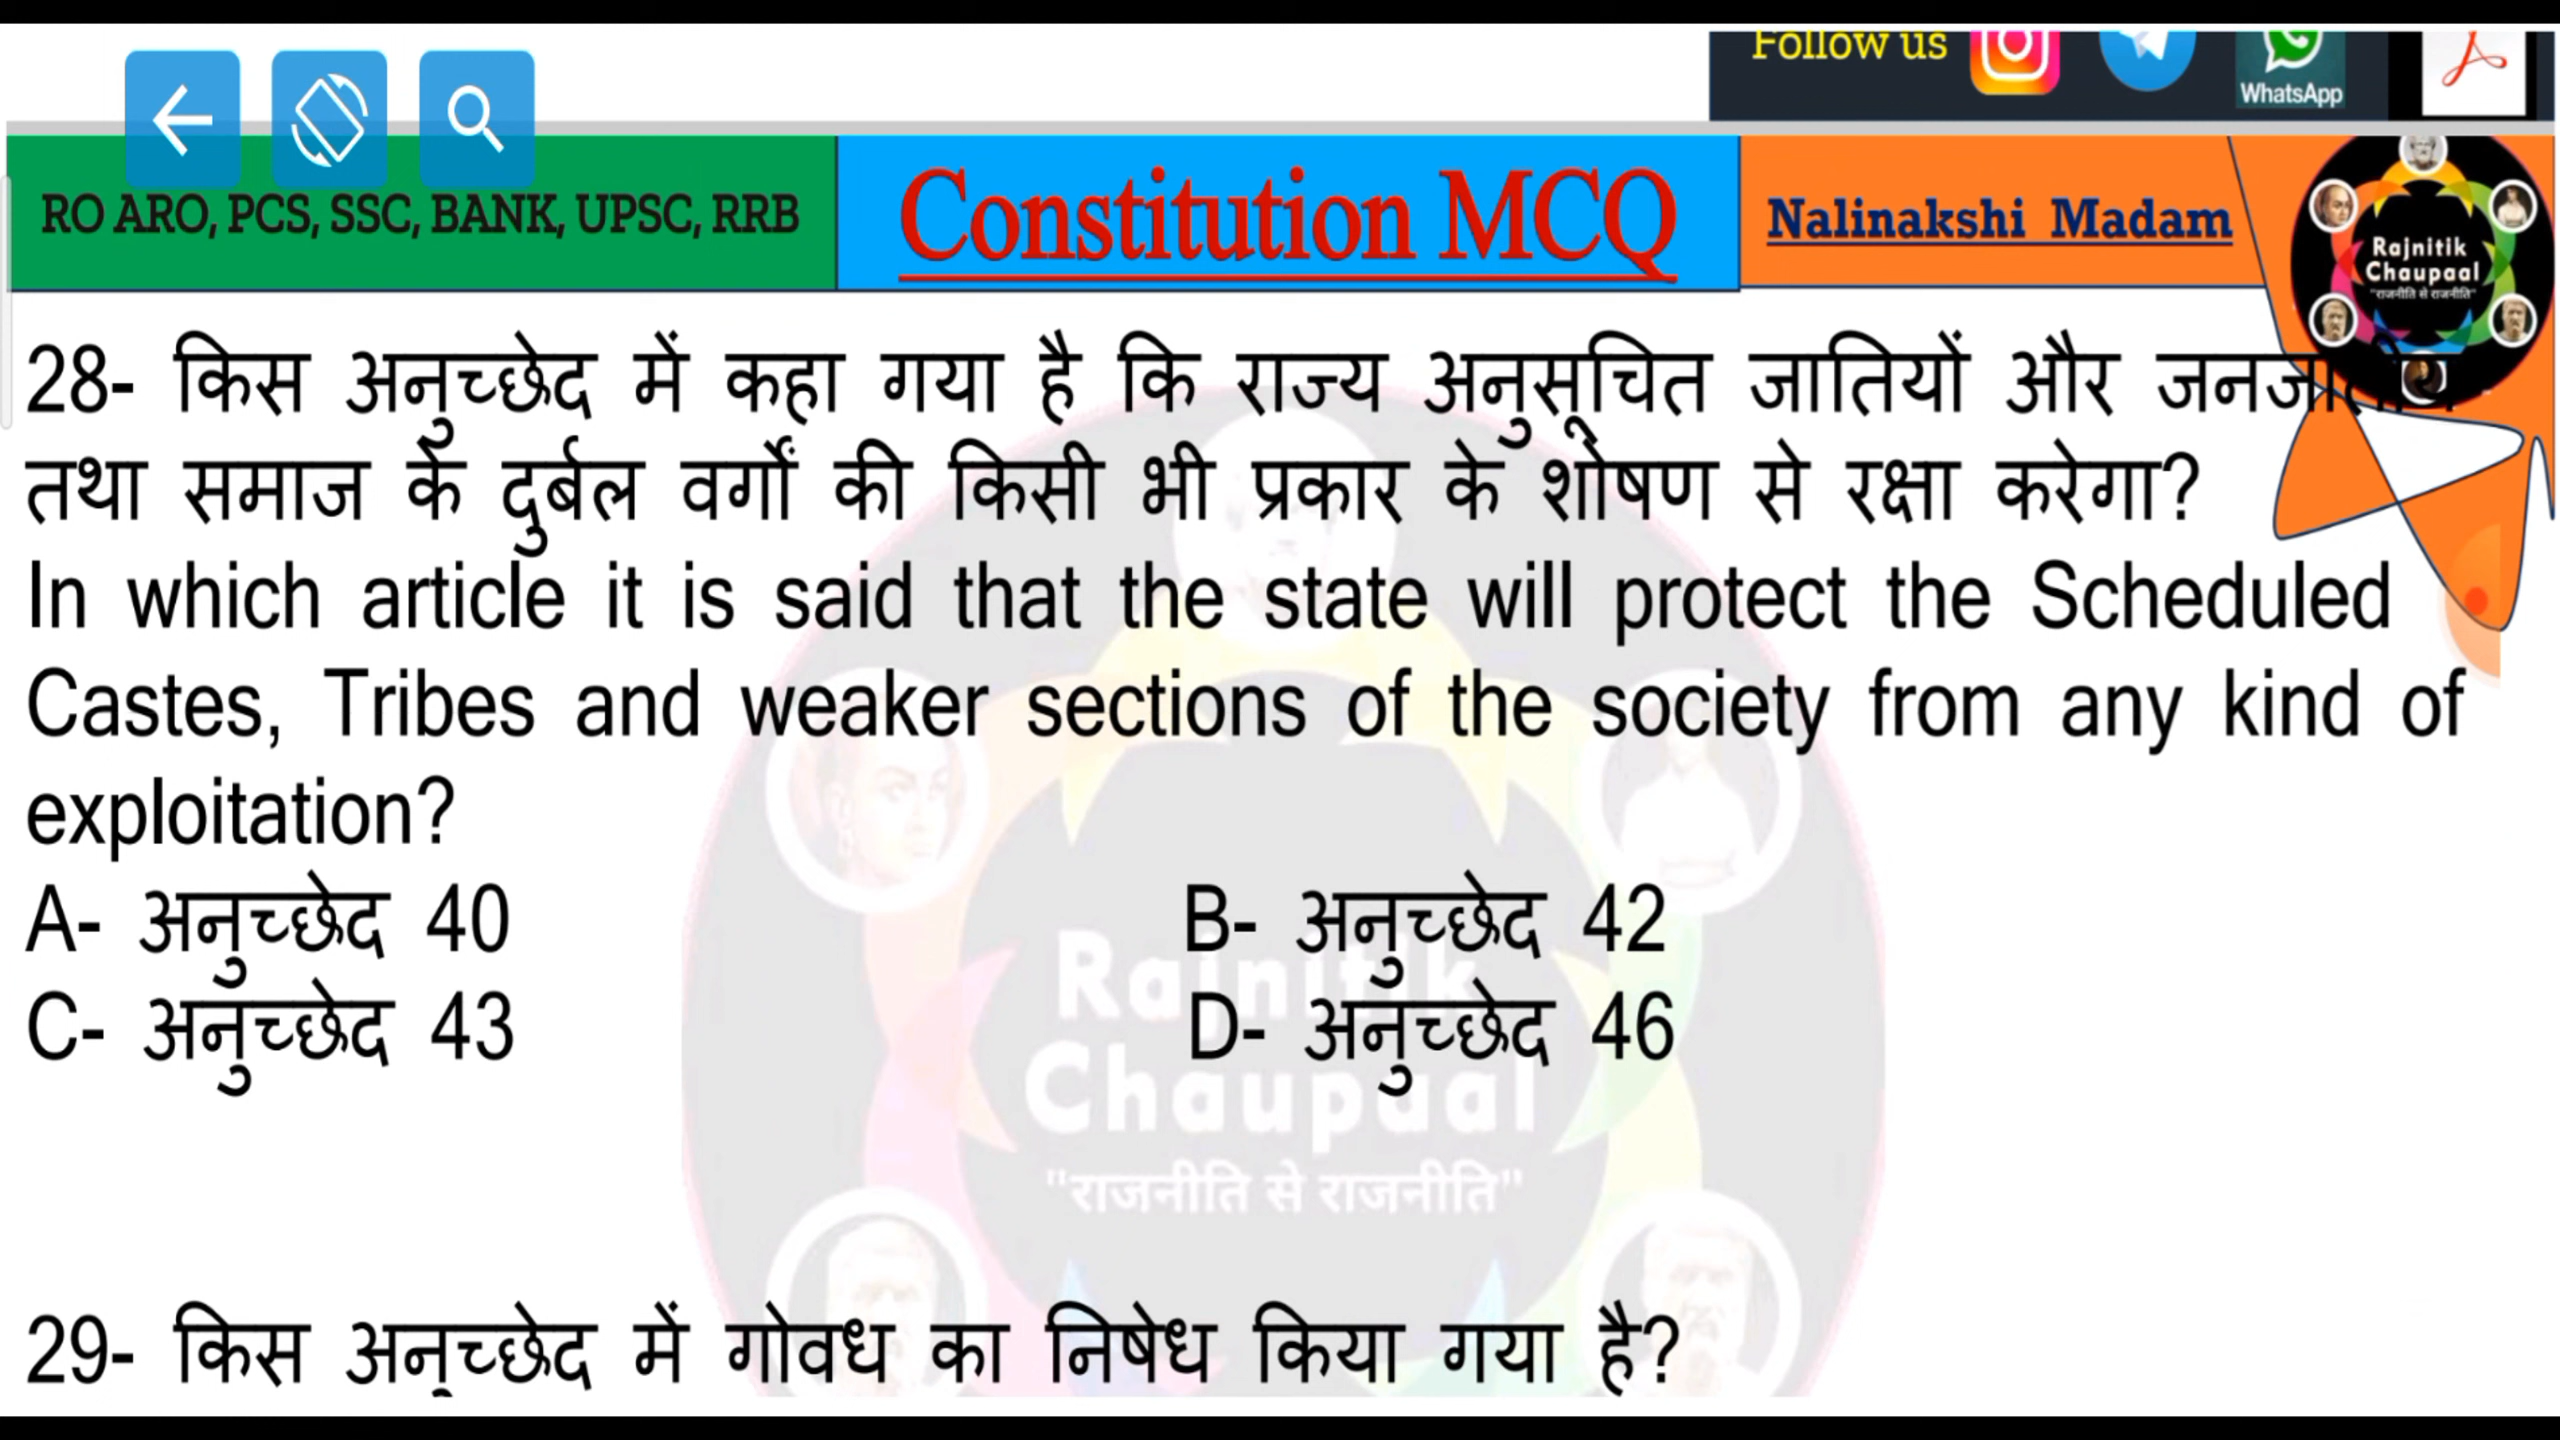 Follow us
WhatsApp
RO ARO, PCS, SSC, BANK, UPSC, RRB
Constitution MCQ
Nalinakshi Madam
Rajnitik
Chaupaal
"राजनीति से राजनीति"
28- किस अनुच्छेद में कहा गया है कि राज्य अनुसूचित जातियों और
तथा समाज के दुर्बल वर्गों की किसी भी प्रकार के शोषण से रक्षा करेगा?
In which article it is said that the state will protect the Scheduled
Castes, Tribes and weaker sections of the society from any kind of
exploitation?
A- अनुच्छेद 40
B- अनुच्छेद 42
C- अनुच्छेद 43
D- अनुच्छेद 46
Rajnitik
Chaupaal
"राजनीति से राजनीति"
29- किस अनुच्छेद में गोवध का निषेध किया गया है?